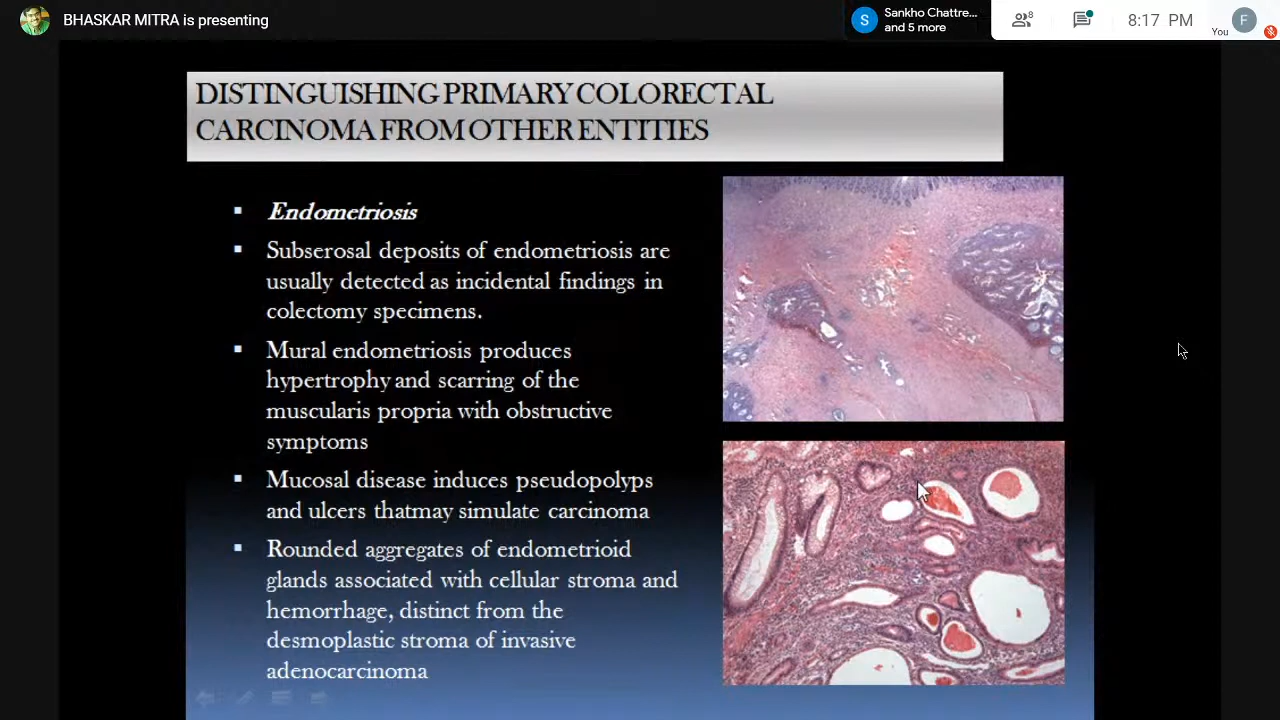 BHASKAR MITRA is presenting
S
Sankho Chattre...
and 5 more
8
8:17 PM
You
F
DISTINGUISHING PRIMARY COLORECTAL
CARCINOMA FROM OTHER ENTITIES
Endometriosis
Subserosal deposits of endometriosis are
usually detected as incidental findings in
colectomy specimens.
Mural endometriosis produces
hypertrophy and scarring of the
muscularis propria with obstructive
symptoms
Mucosal disease induces pseudopolyps
and ulcers thatmay simulate carcinoma
Rounded aggregates of endometrioid
glands associated with cellular stroma and
hemorrhage, distinct from the
desmoplastic stroma of invasive
adenocarcinoma